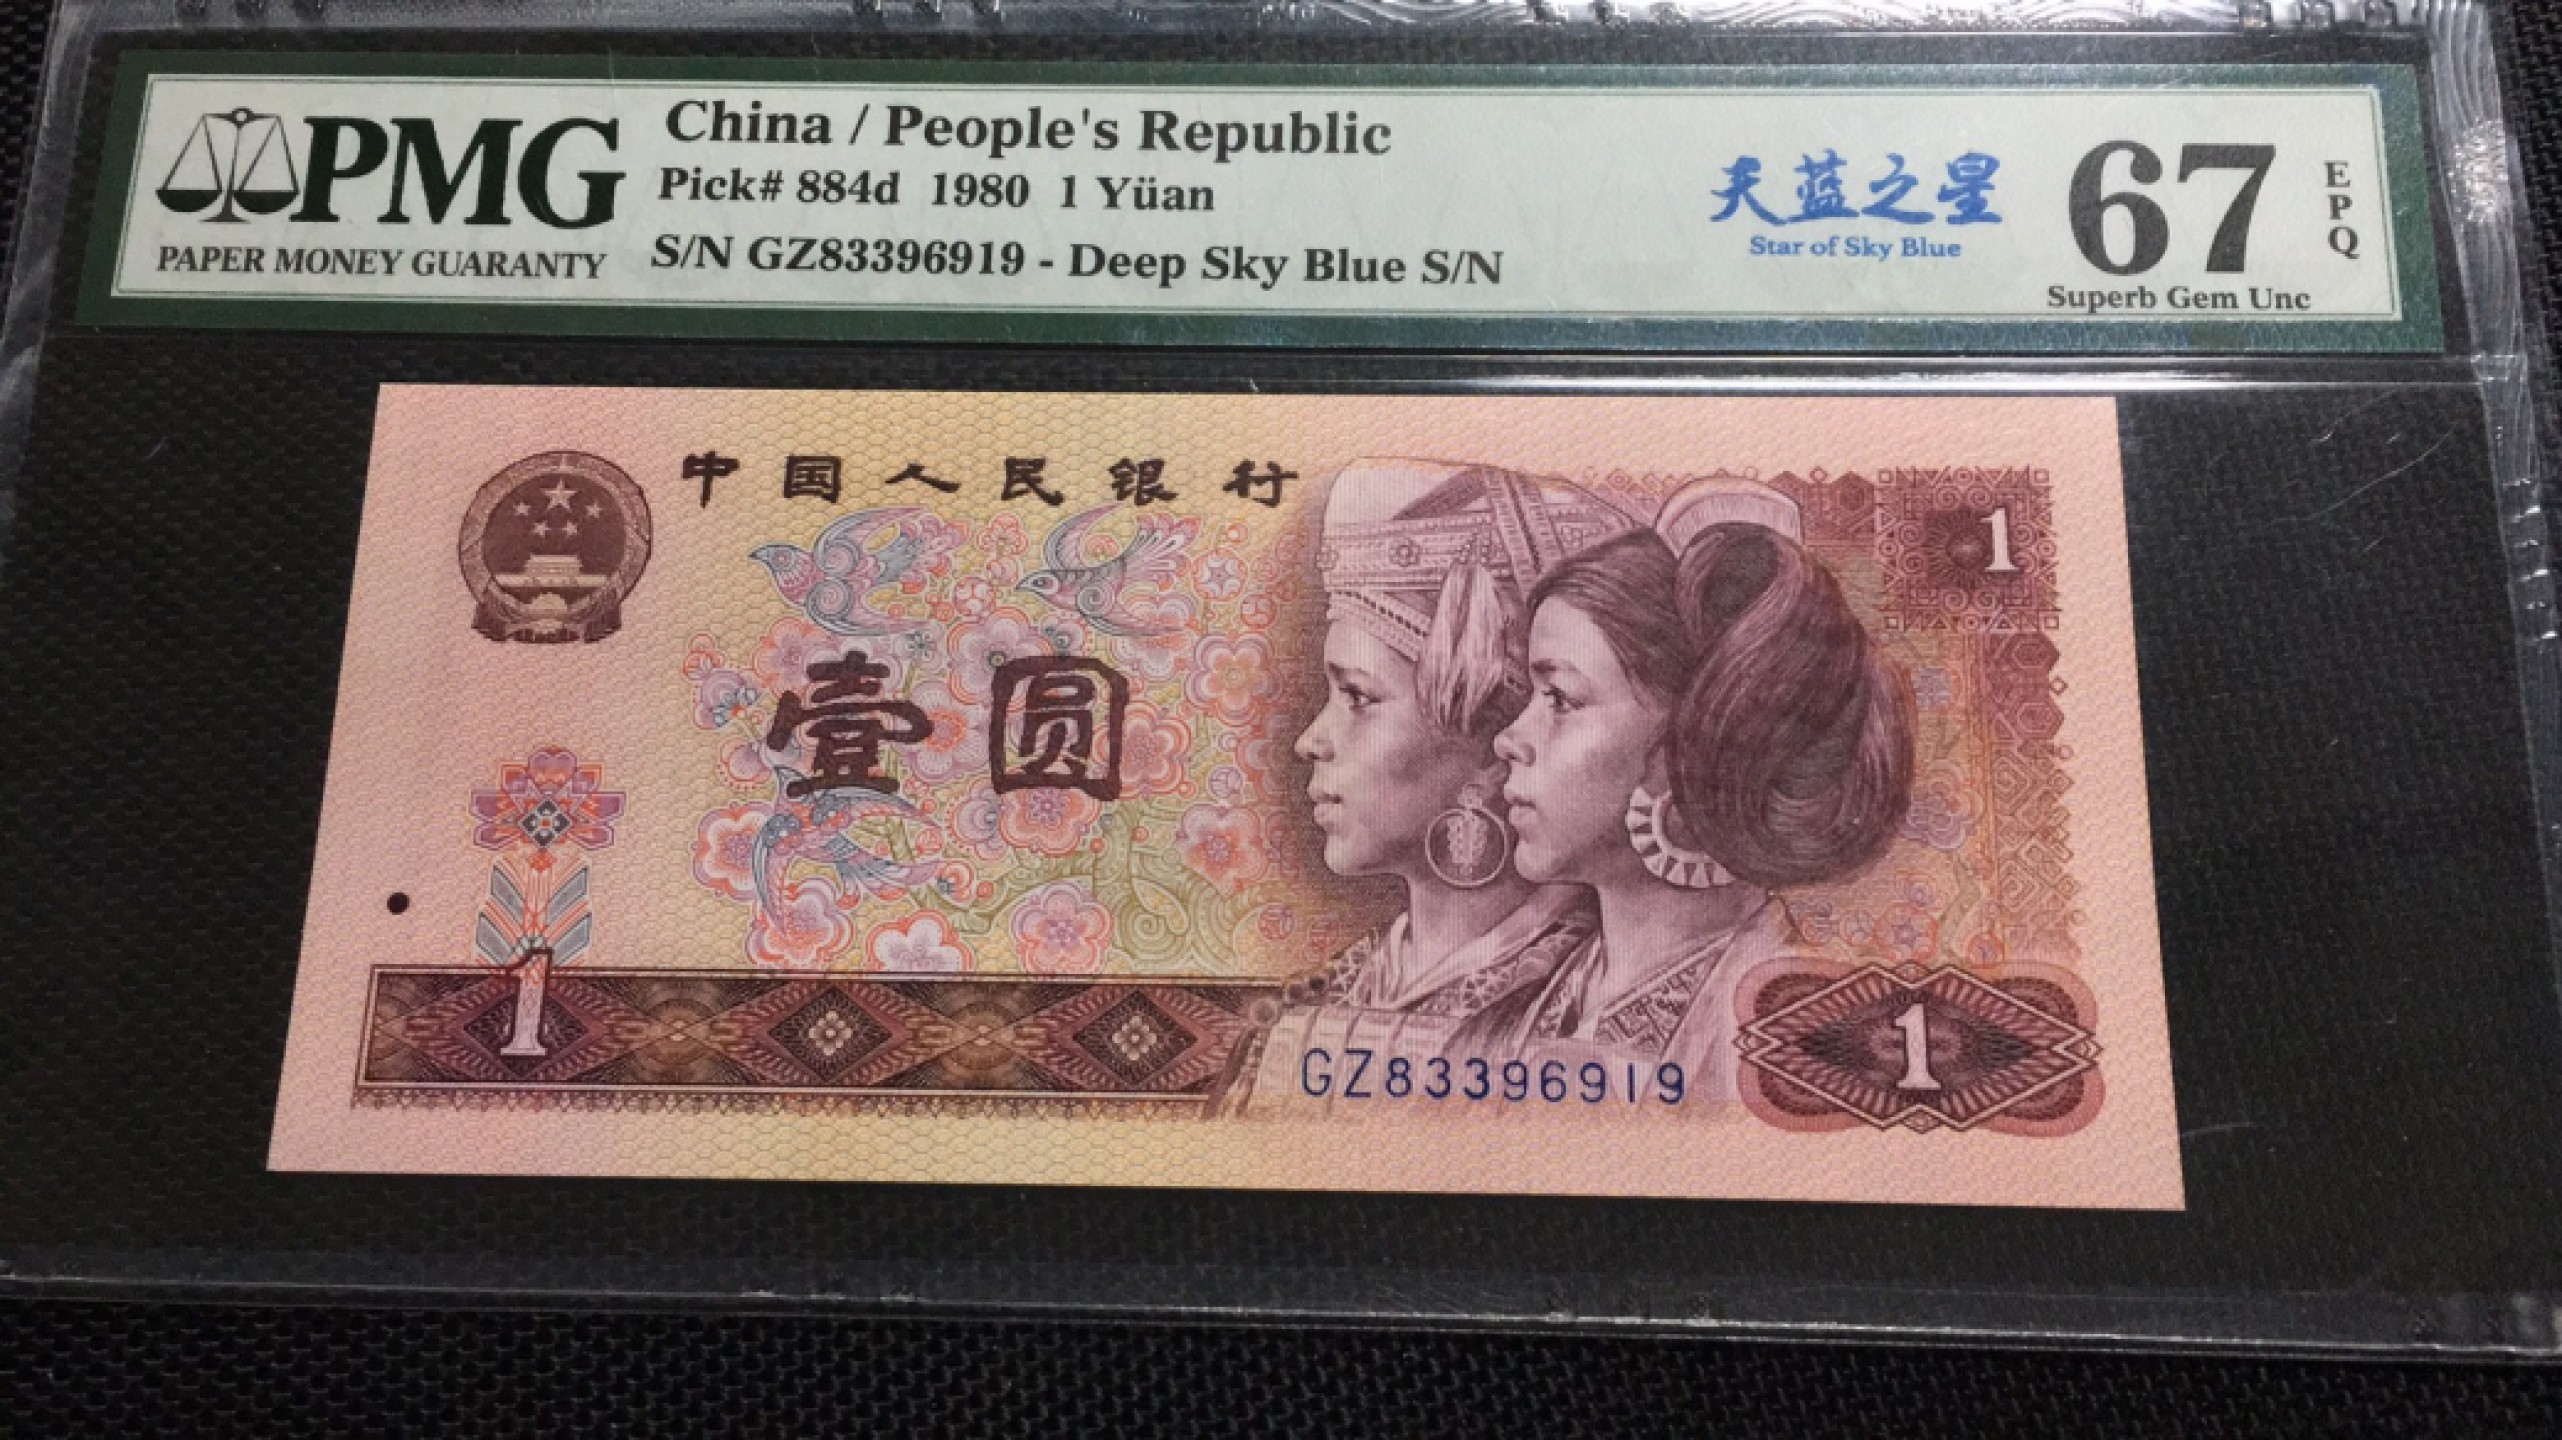 PMG
PAPER MONEY GUARANTY
China / People's Republic
Pick# 884d 1980 1 Yüan
S/N GZ83396919 - Deep Sky Blue S/N
天蓝之星
Star of Sky Blue
67
EPQ
Superb Gem Unc
中国人民银行
1
壹圆
1
1
GZ83396919